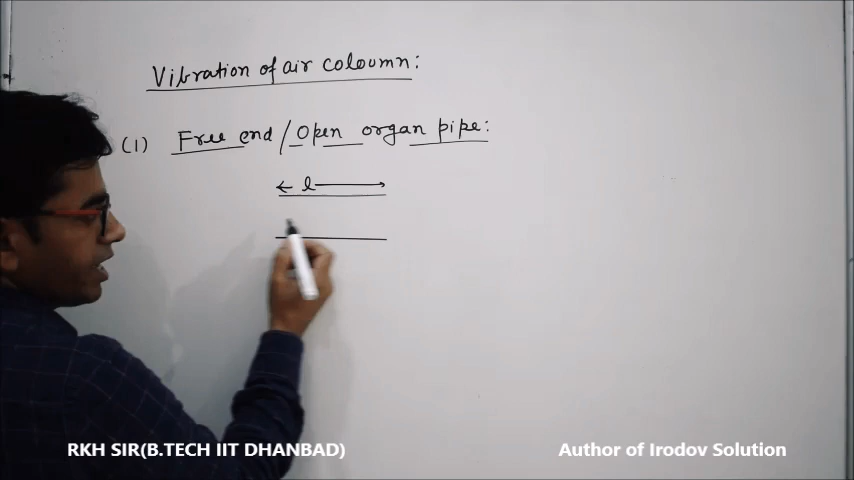 Vibration of air coloumn:
(1) Free end / Open organ pipe:
l
RKH SIR(B.TECH IIT DHANBAD)
Author of Irodov Solution